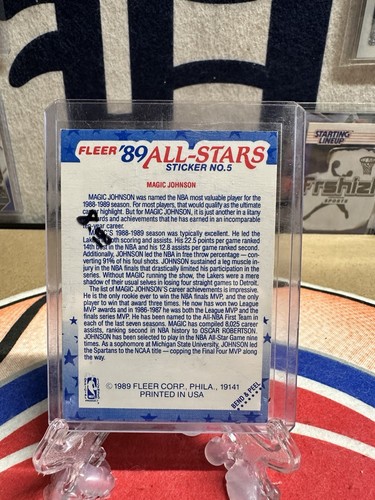 FLEER '89 ALL-STARS
STICKER NO. 5
MAGIC JOHNSON
MAGIC JOHNSON was named the NBA most valuable player for the
1988-1989 season. For most players, that would qualify as the ultimate
highlight. But for MAGIC JOHNSON, it is just another in a litany
awards and achievements that he has earned in an incomparable
career.
1988-1989 season was typically excellent. He led the
both scoring and assists. His 22.5 points per game ranked
14th best in the NBA and his 12.8 assists per game ranked second.
Additionally, JOHNSON led the NBA in free throw percentage — con-
verting 91% of his foul shots. JOHNSON sustained a leg muscle in-
jury in the NBA finals that drastically limited his participation in the
series. Without MAGIC running the show, the Lakers were a mere
shadow of their usual selves in losing four straight games to Detroit.
The list of MAGIC JOHNSON'S career achievements is impressive.
He is the only rookie ever to win the NBA finals MVP, and the only
player to win that award three times. He now has won two League
MVP awards and in 1986-1987 he was both the League MVP and the
finals series MVP. He has been named to the All-NBA First Team in
each of the last seven seasons. MAGIC has compiled 8,025 career
assists, ranking second in NBA history to OSCAR ROBERTSON.
JOHNSON has been selected to play in the NBA All-Star Game nine
times. As a sophomore at Michigan State University, JOHNSON led
the Spartans to the NCAA title — copping the Final Four MVP along
the way.
NBA
© 1989 FLEER CORP., PHILA., 19141
PRINTED IN USA
BEND & PEEL
STARTING
LINEUP
SPORTS